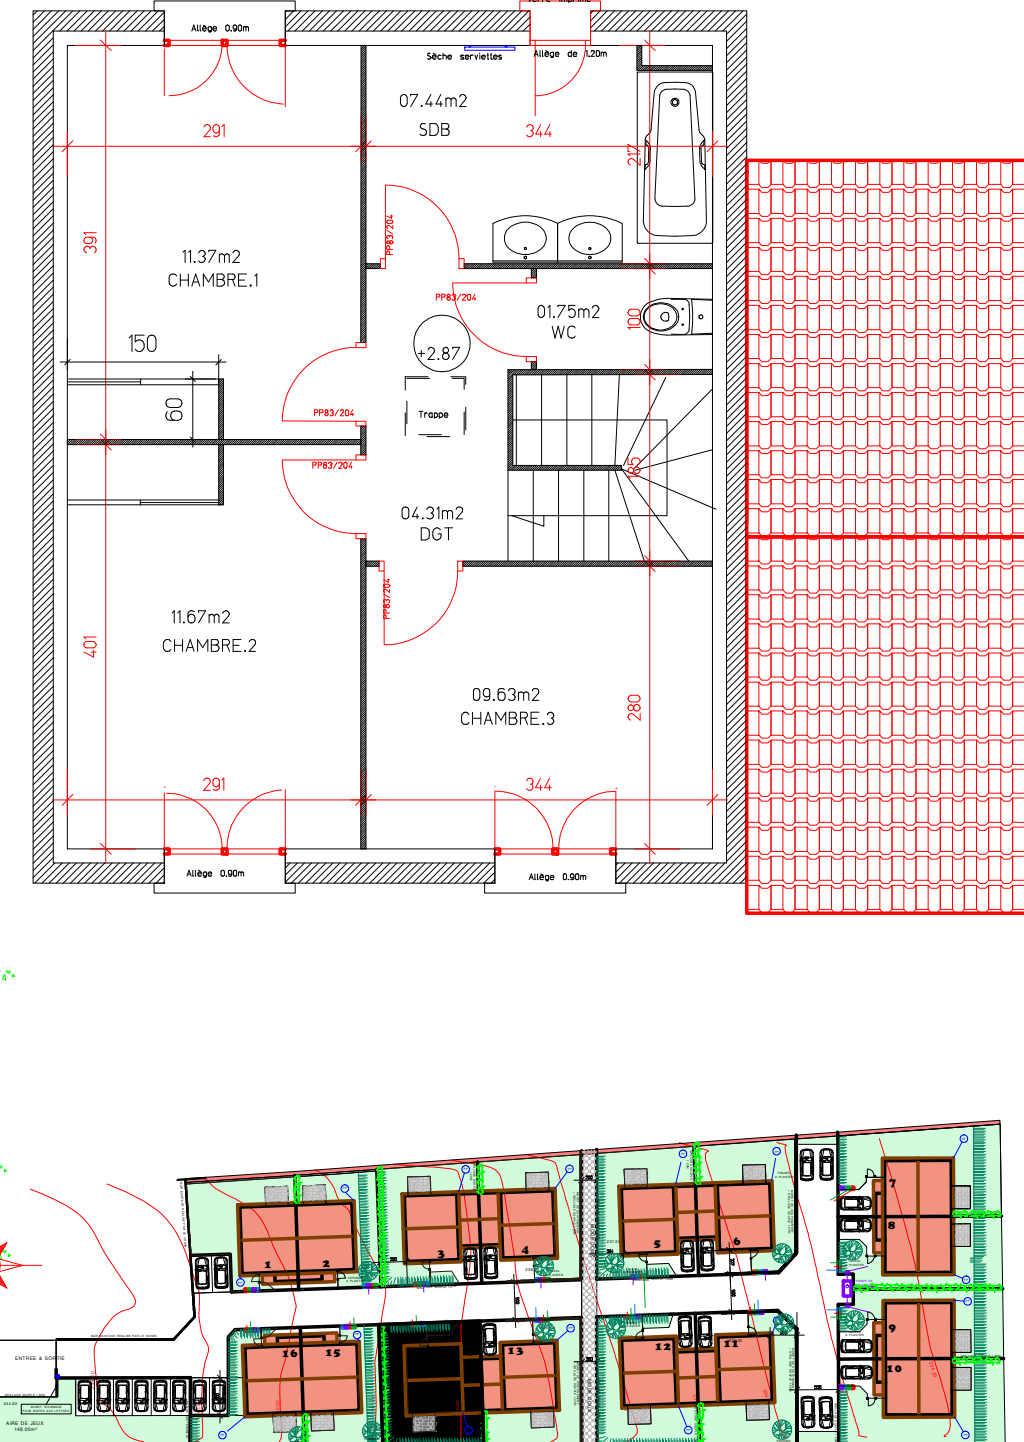 Verre imprimé
Allège 0.90m
Sèche serviettes
Allège de 1.20m
07.44m2
SDB
291
344
217
PP83/204
391
11.37m2
CHAMBRE.1
PP83/204
01.75m2
WC
100
150
+2.87
60
PP83/204
Trappe
PP83/204
185
04.31m2
DGT
PP83/204
11.67m2
CHAMBRE.2
401
09.63m2
CHAMBRE.3
280
291
344
Allège 0.90m
Allège 0.90m
7
8
1
2
3
4
5
6
9
10
16
15
13
12
11
ENTREE & SORTIE
AIRE DE JEUX
148.00m²